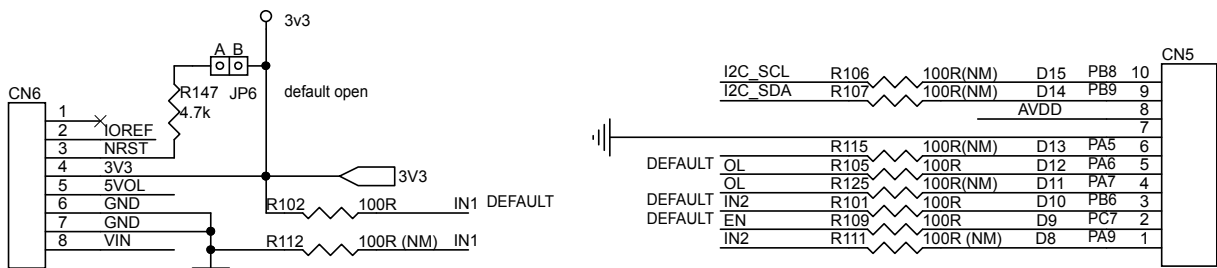 3v3
A B
R147
JP6
default open
4.7k
CN6
1
2 IOREF
3 NRST
4 3V3
5 5VOL
6 GND
7 GND
8 VIN
3V3
R102 100R IN1 DEFAULT
R112 100R (NM) IN1
CN5
I2C_SCL R106 100R(NM) D15 PB8 10
I2C_SDA R107 100R(NM) D14 PB9 9
AVDD 8
7
R115 100R(NM) D13 PA5 6
DEFAULT OL R105 100R D12 PA6 5
OL R125 100R(NM) D11 PA7 4
DEFAULT IN2 R101 100R D10 PB6 3
DEFAULT EN R109 100R D9 PC7 2
IN2 R111 100R (NM) D8 PA9 1